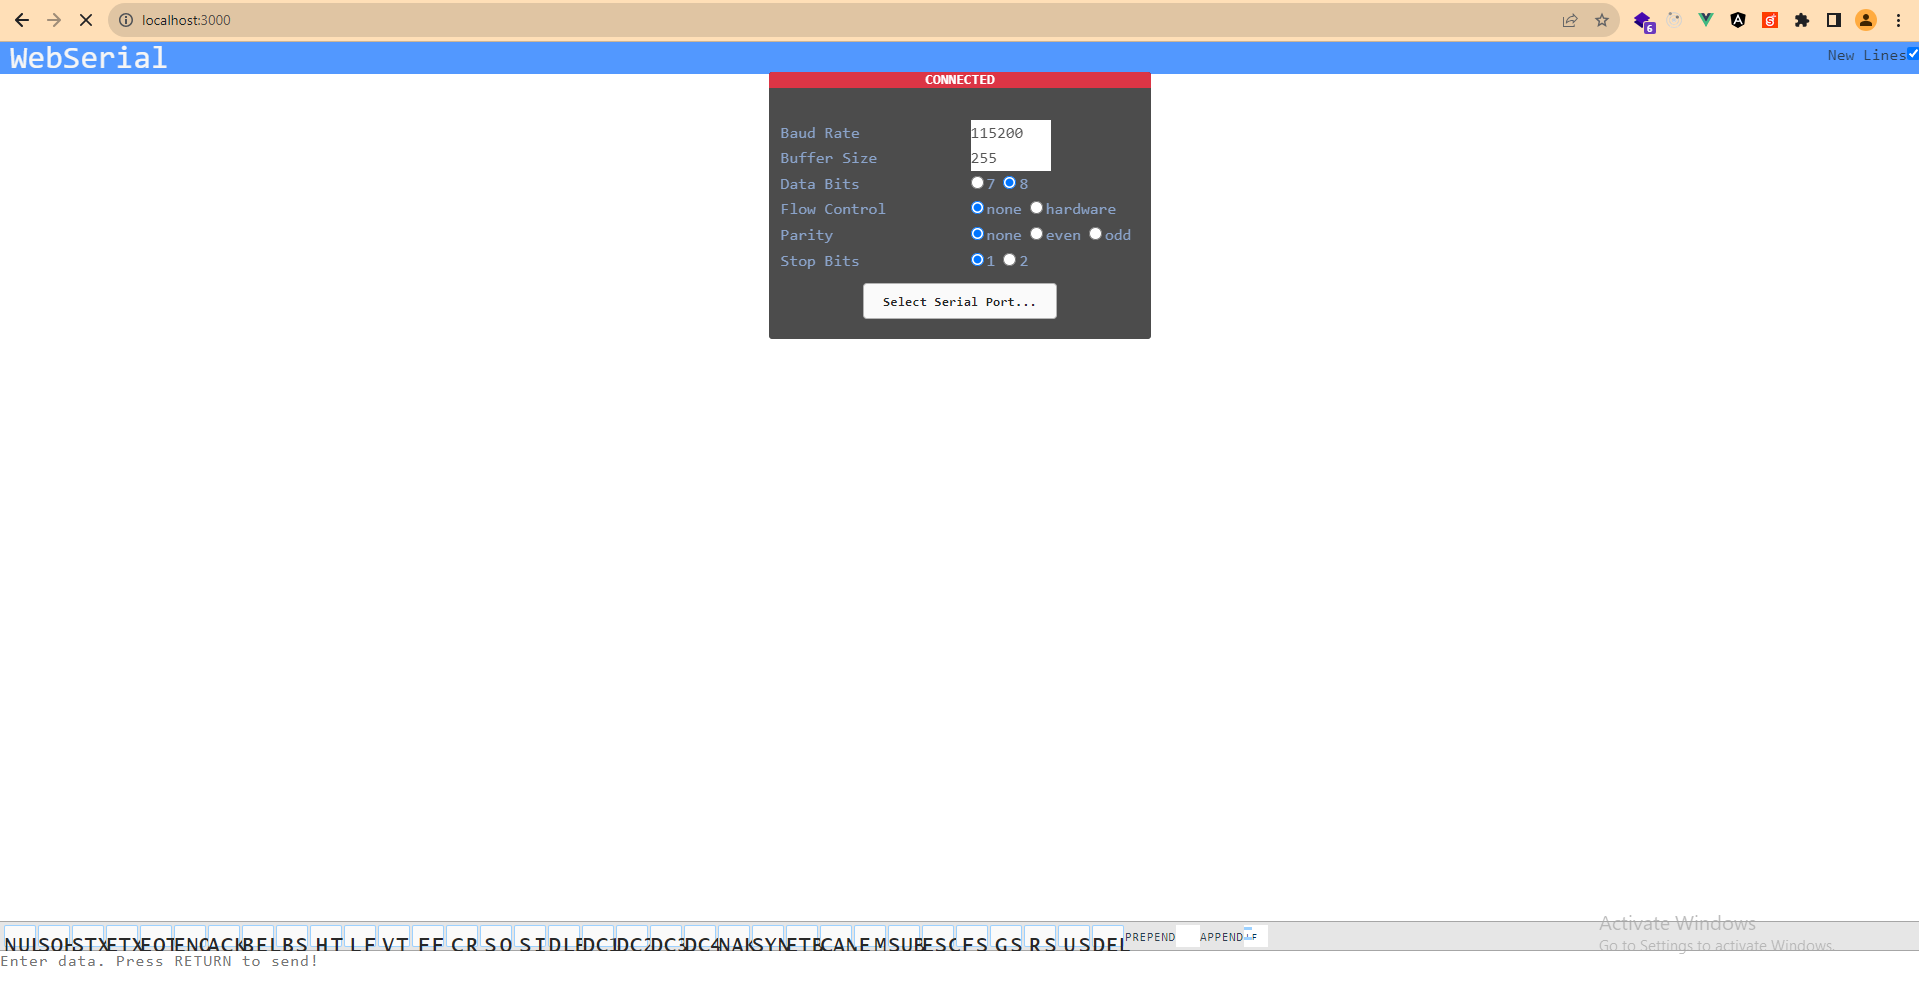 localhost:3000
6
WebSerial
New Lines
CONNECTED
Baud Rate 115200
Buffer Size 255
Data Bits 7 8
Flow Control none hardware
Parity none even odd
Stop Bits 1 2
Select Serial Port...
Activate Windows
NUL SOH STX ETX EOT ENQ ACK BEL BS HT LF VT FF CR SO SI DLE DC1 DC2 DC3 DC4 NAK SYN ETB CAN EM SUB ESC FS GS RS US DEL PREPEND APPEND LF
Go to Settings to activate Windows.
Enter data. Press RETURN to send!